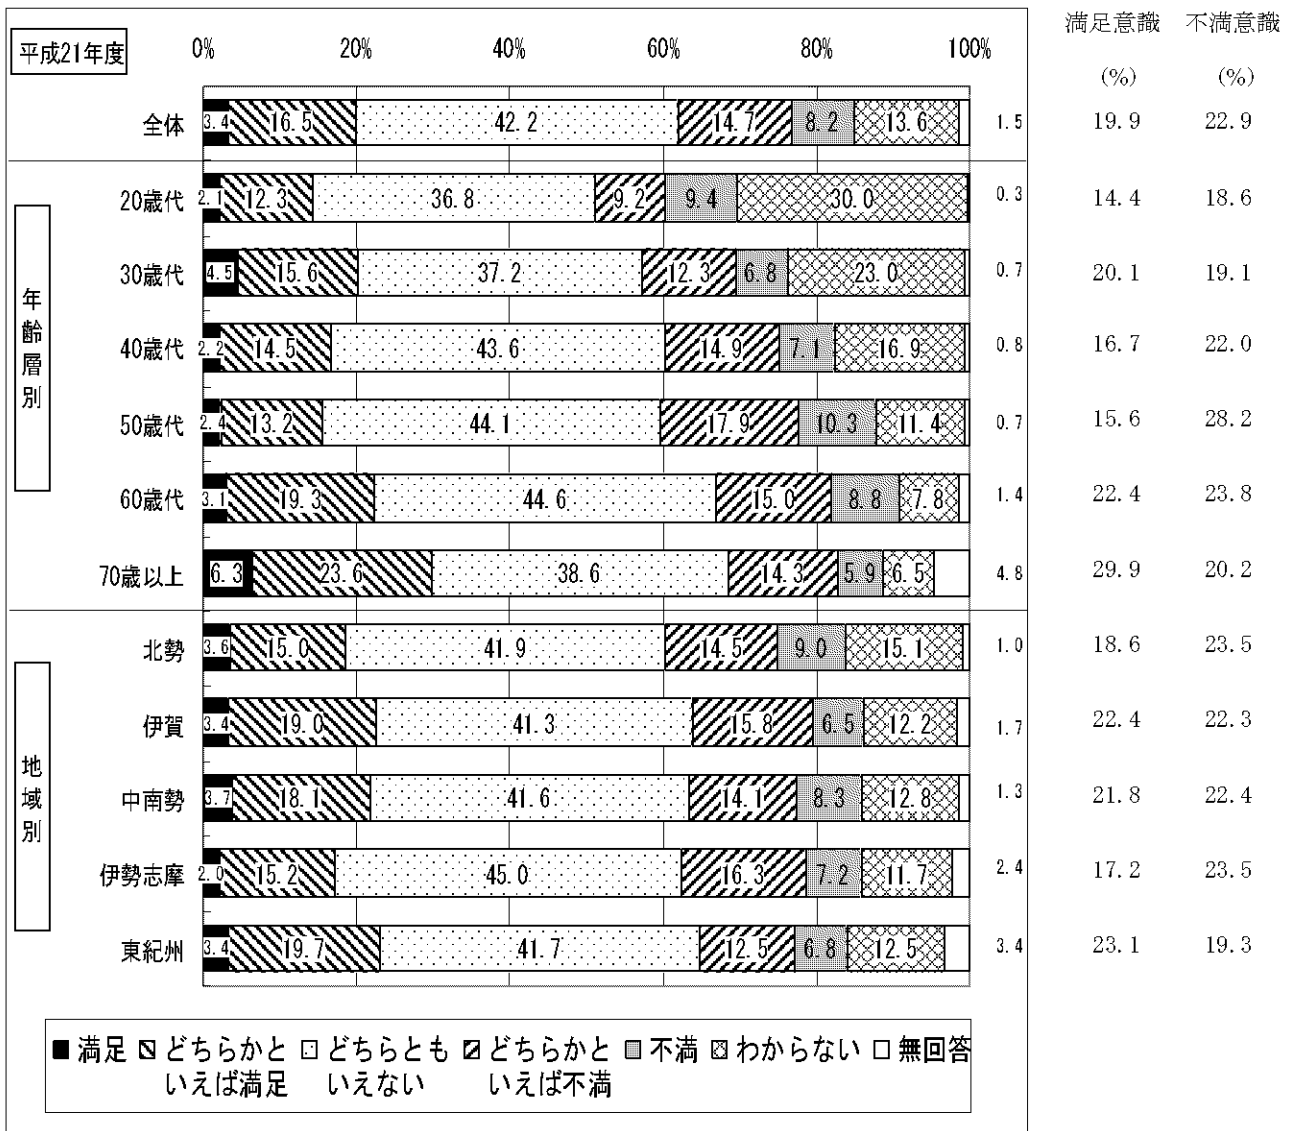 満足意識 不満意識
平成21年度 0% 20% 40% 60% 80% 100%
(%) (%)
全体 3.4 16.5 42.2 14.7 8.2 13.6 1.5 19.9 22.9
年齢層別
20歳代 2.1 12.3 36.8 9.2 9.4 30.0 0.3 14.4 18.6
30歳代 4.5 15.6 37.2 12.3 6.8 23.0 0.7 20.1 19.1
40歳代 2.2 14.5 43.6 14.9 7.1 16.9 0.8 16.7 22.0
50歳代 2.4 13.2 44.1 17.9 10.3 11.4 0.7 15.6 28.2
60歳代 3.1 19.3 44.6 15.0 8.8 7.8 1.4 22.4 23.8
70歳以上 6.3 23.6 38.6 14.3 5.9 6.5 4.8 29.9 20.2
地域別
北勢 3.6 15.0 41.9 14.5 9.0 15.1 1.0 18.6 23.5
伊賀 3.4 19.0 41.3 15.8 6.5 12.2 1.7 22.4 22.3
中南勢 3.7 18.1 41.6 14.1 8.3 12.8 1.3 21.8 22.4
伊勢志摩 2.0 15.2 45.0 16.3 7.2 11.7 2.4 17.2 23.5
東紀州 3.4 19.7 41.7 12.5 6.8 12.5 3.4 23.1 19.3
満足 どちらかと どちらとも どちらかと 不満 わからない 無回答
いえば満足 いえない いえば不満